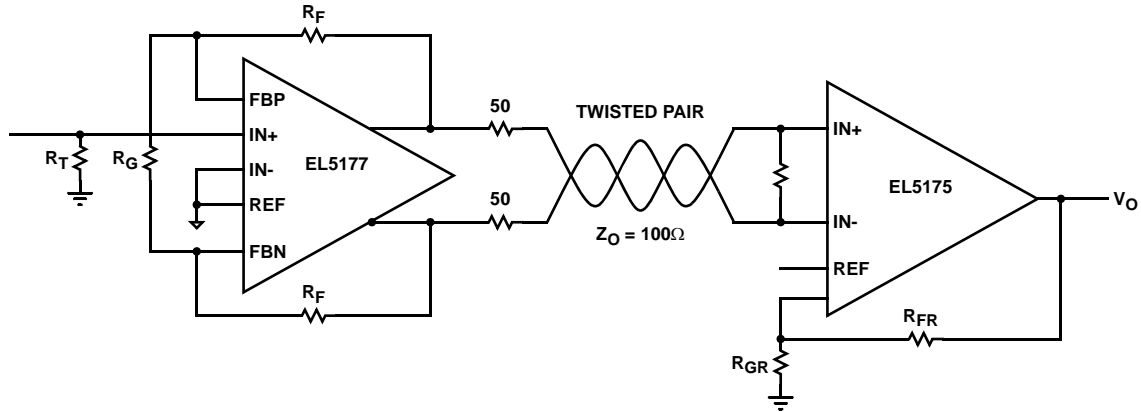 RF
50
TWISTED PAIR
FBP
IN+
IN+
RT
RG
EL5177
IN-
EL5175
VO
REF
50
IN-
ZO = 100Ω
FBN
REF
RF
RFR
RGR